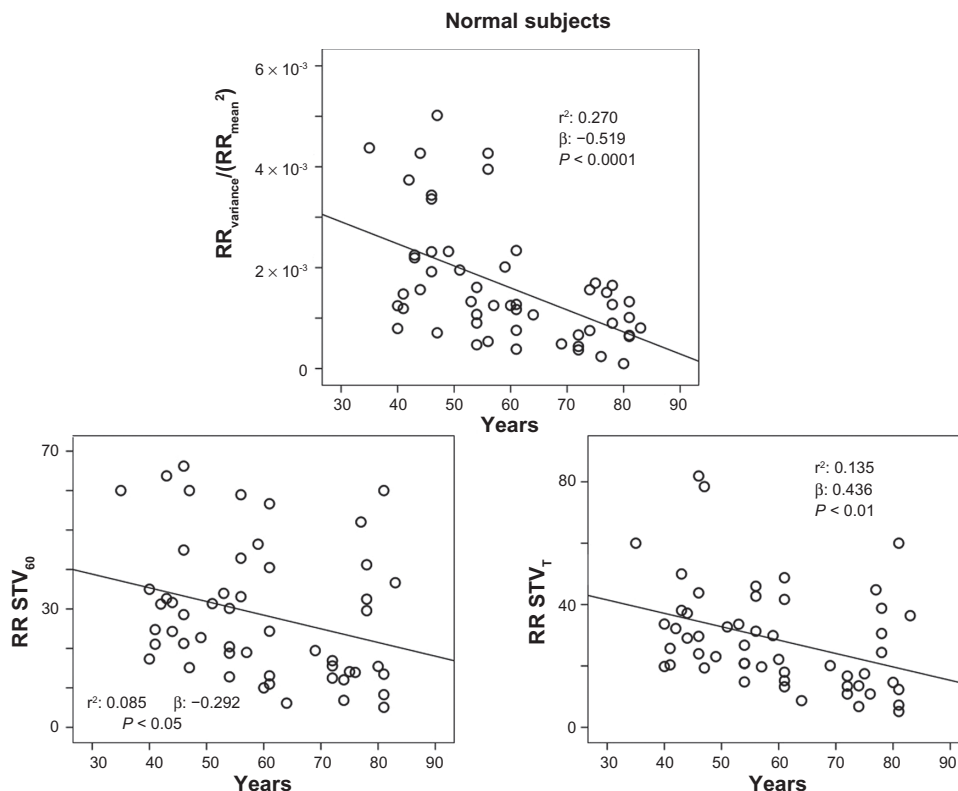 Normal subjects
RRvariance/(RRmean²)
6 × 10⁻³
4 × 10⁻³
2 × 10⁻³
0
r²: 0.270
β: −0.519
P < 0.0001
30 40 50 60 70 80 90
Years
RR STV60
70
30
0
r²: 0.085 β: −0.292
P < 0.05
30 40 50 60 70 80 90
Years
RR STVT
80
40
0
r²: 0.135
β: 0.436
P < 0.01
30 40 50 60 70 80 90
Years